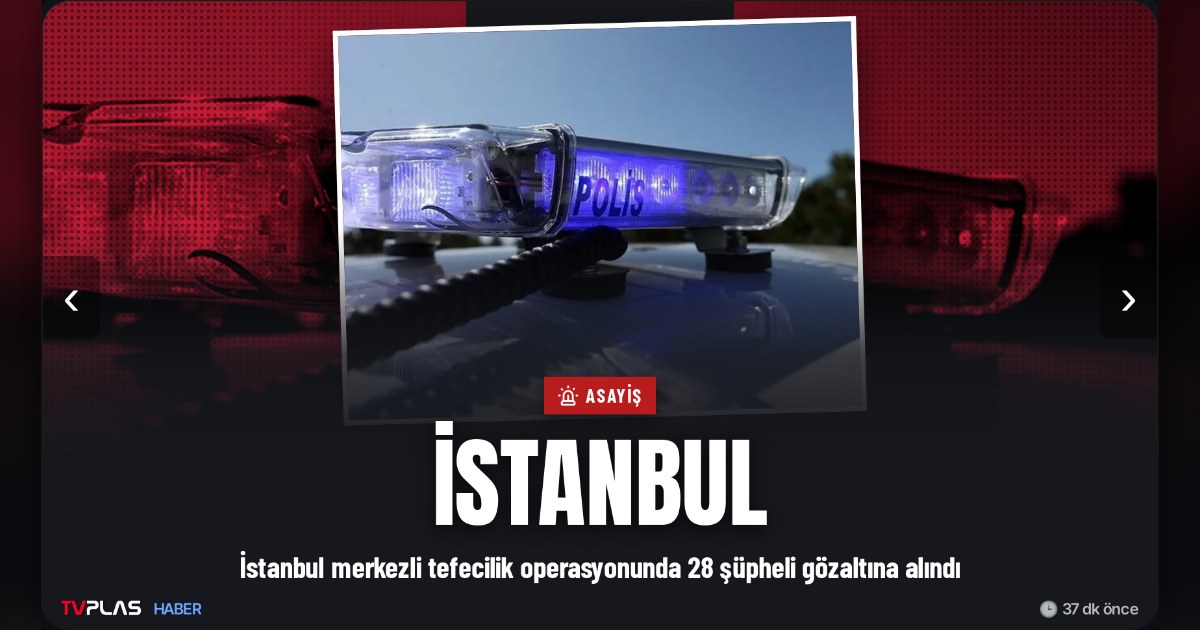 POLİS
ASAYİŞ
İSTANBUL
İstanbul merkezli tefecilik operasyonunda 28 şüpheli gözaltına alındı
TVPLAS HABER
37 dk önce